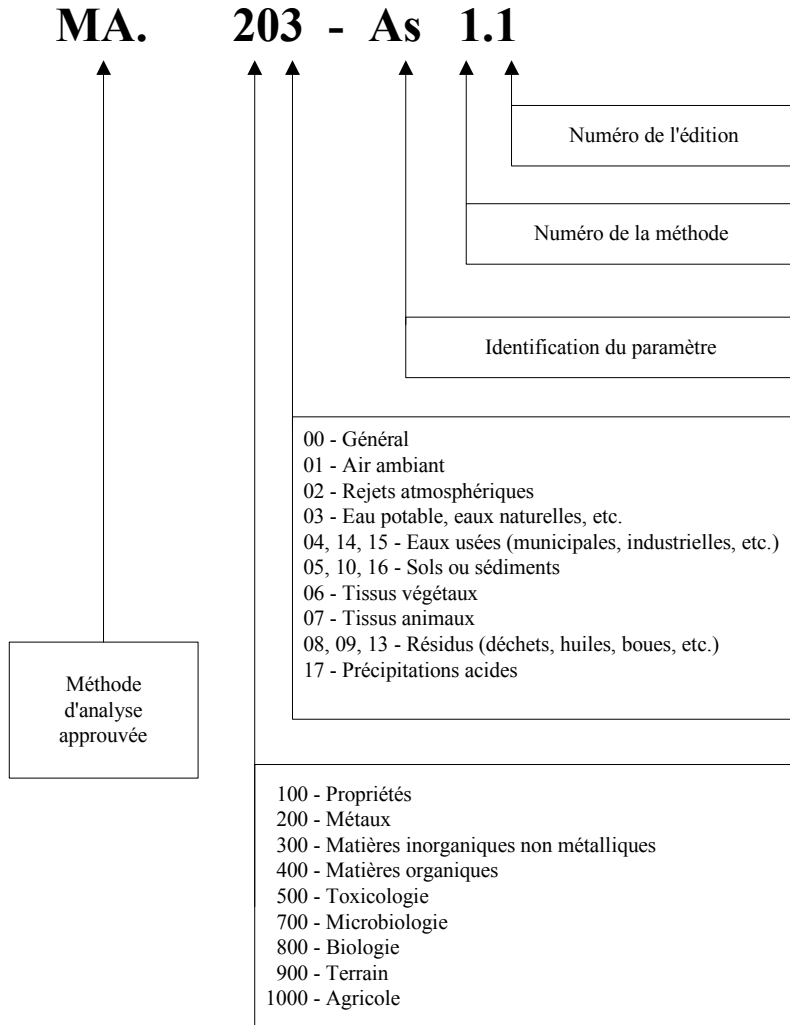 MA. 203 - As 1.1
Numéro de l'édition
Numéro de la méthode
Identification du paramètre
00 - Général
01 - Air ambiant
02 - Rejets atmosphériques
03 - Eau potable, eaux naturelles, etc.
04, 14, 15 - Eaux usées (municipales, industrielles, etc.)
05, 10, 16 - Sols ou sédiments
06 - Tissus végétaux
07 - Tissus animaux
08, 09, 13 - Résidus (déchets, huiles, boues, etc.)
17 - Précipitations acides
Méthode
d'analyse
approuvée
100 - Propriétés
200 - Métaux
300 - Matières inorganiques non métalliques
400 - Matières organiques
500 - Toxicologie
700 - Microbiologie
800 - Biologie
900 - Terrain
1000 - Agricole